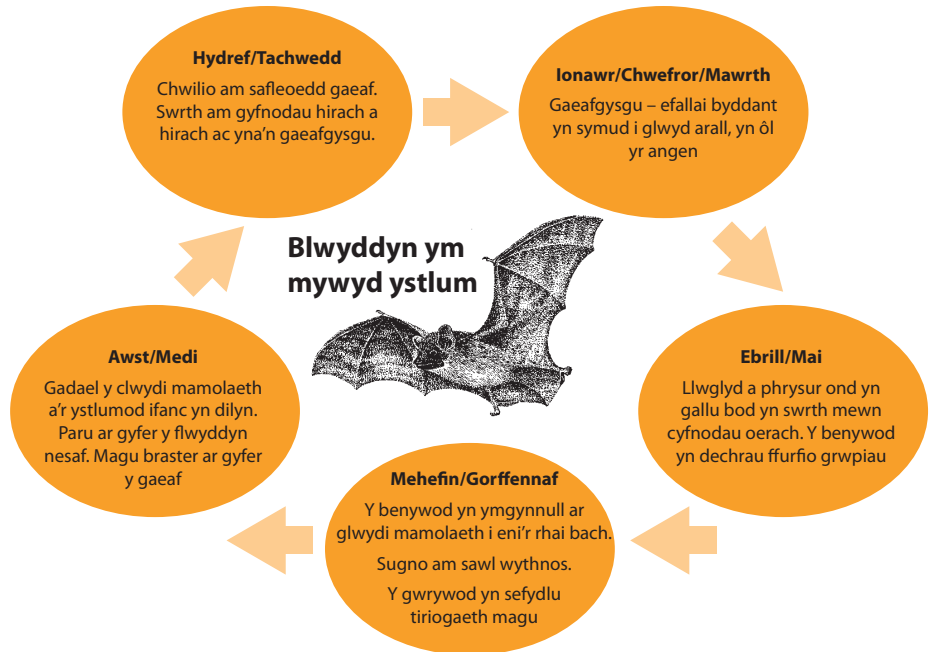 Blwyddyn ym
mywyd ystlum
Ionawr/Chwefror/Mawrth
Gaeafgysgu – efallai byddant
yn symud i glwyd arall, yn ôl
yr angen
Ebrill/Mai
Llwglyd a phrysur ond yn
gallu bod yn swrth mewn
cyfnodau oerach. Y benywod
yn dechrau ffurfio grwpiau
Mehefin/Gorffennaf
Y benywod yn ymgynnull ar
glwydi mamolaeth i eni’r rhai bach.
Sugno am sawl wythnos.
Y gwrywod yn sefydlu
tiriogaeth magu
Awst/Medi
Gadael y clwydi mamolaeth
a’r ystlumod ifanc yn dilyn.
Paru ar gyfer y flwyddyn
nesaf. Magu braster ar gyfer
y gaeaf
Hydref/Tachwedd
Chwilio am safleoedd gaeaf.
Swrth am gyfnodau hirach a
hirach ac yna’n gaeafgysgu.